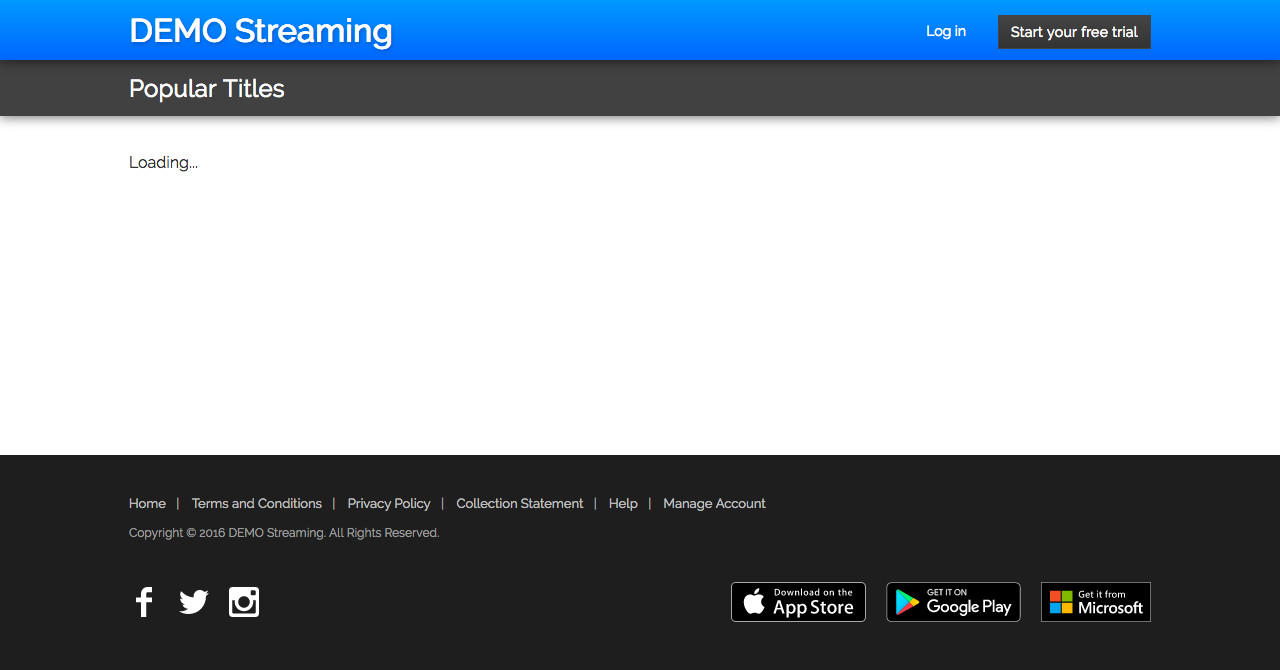 DEMO Streaming
Log in
Start your free trial
Popular Titles
Loading...
Home | Terms and Conditions | Privacy Policy | Collection Statement | Help | Manage Account
Copyright © 2016 DEMO Streaming. All Rights Reserved.
Download on the
App Store
GET IT ON
Google Play
Get it from
Microsoft